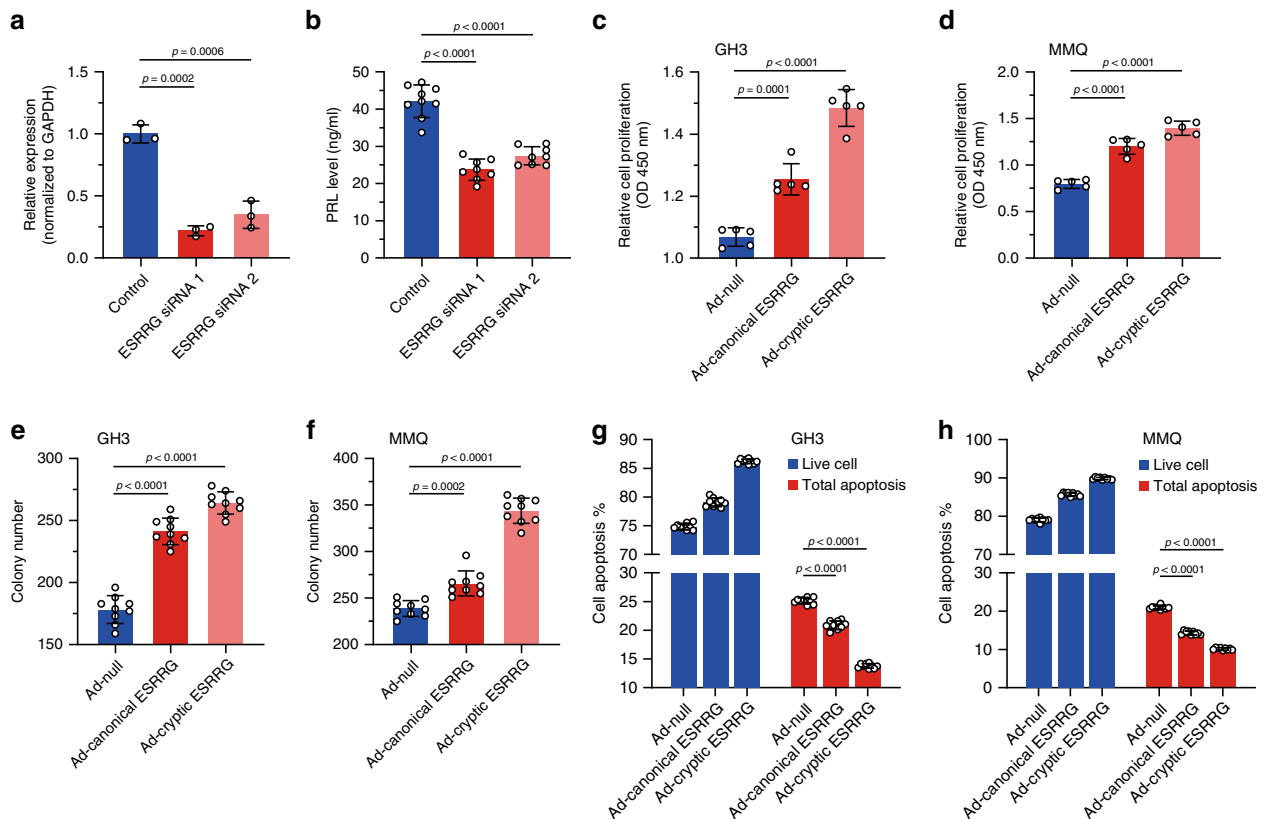 a
p = 0.0006
p = 0.0002
Relative expression
(normalized to GAPDH)
1.5
1.0
0.5
0.0
Control
ESRRG siRNA 1
ESRRG siRNA 2
b
p < 0.0001
p < 0.0001
PRL level (ng/ml)
50
40
30
20
10
0
Control
ESRRG siRNA 1
ESRRG siRNA 2
c
GH3
p < 0.0001
p = 0.0001
Relative cell proliferation
(OD 450 nm)
1.6
1.4
1.2
1.0
Ad-null
Ad-canonical ESRRG
Ad-cryptic ESRRG
d
MMQ
p < 0.0001
p < 0.0001
Relative cell proliferation
(OD 450 nm)
2.0
1.5
1.0
0.5
0.0
Ad-null
Ad-canonical ESRRG
Ad-cryptic ESRRG
e
GH3
p < 0.0001
p < 0.0001
Colony number
300
250
200
150
Ad-null
Ad-canonical ESRRG
Ad-cryptic ESRRG
f
MMQ
p < 0.0001
p = 0.0002
Colony number
400
350
300
250
200
Ad-null
Ad-canonical ESRRG
Ad-cryptic ESRRG
g
GH3
Live cell
Total apoptosis
p < 0.0001
p < 0.0001
Cell apoptosis %
90
85
80
75
70
30
25
20
15
10
Ad-null
Ad-canonical ESRRG
Ad-cryptic ESRRG
Ad-null
Ad-canonical ESRRG
Ad-cryptic ESRRG
h
MMQ
Live cell
Total apoptosis
p < 0.0001
p < 0.0001
Cell apoptosis %
100
90
80
70
30
20
10
0
Ad-null
Ad-canonical ESRRG
Ad-cryptic ESRRG
Ad-null
Ad-canonical ESRRG
Ad-cryptic ESRRG